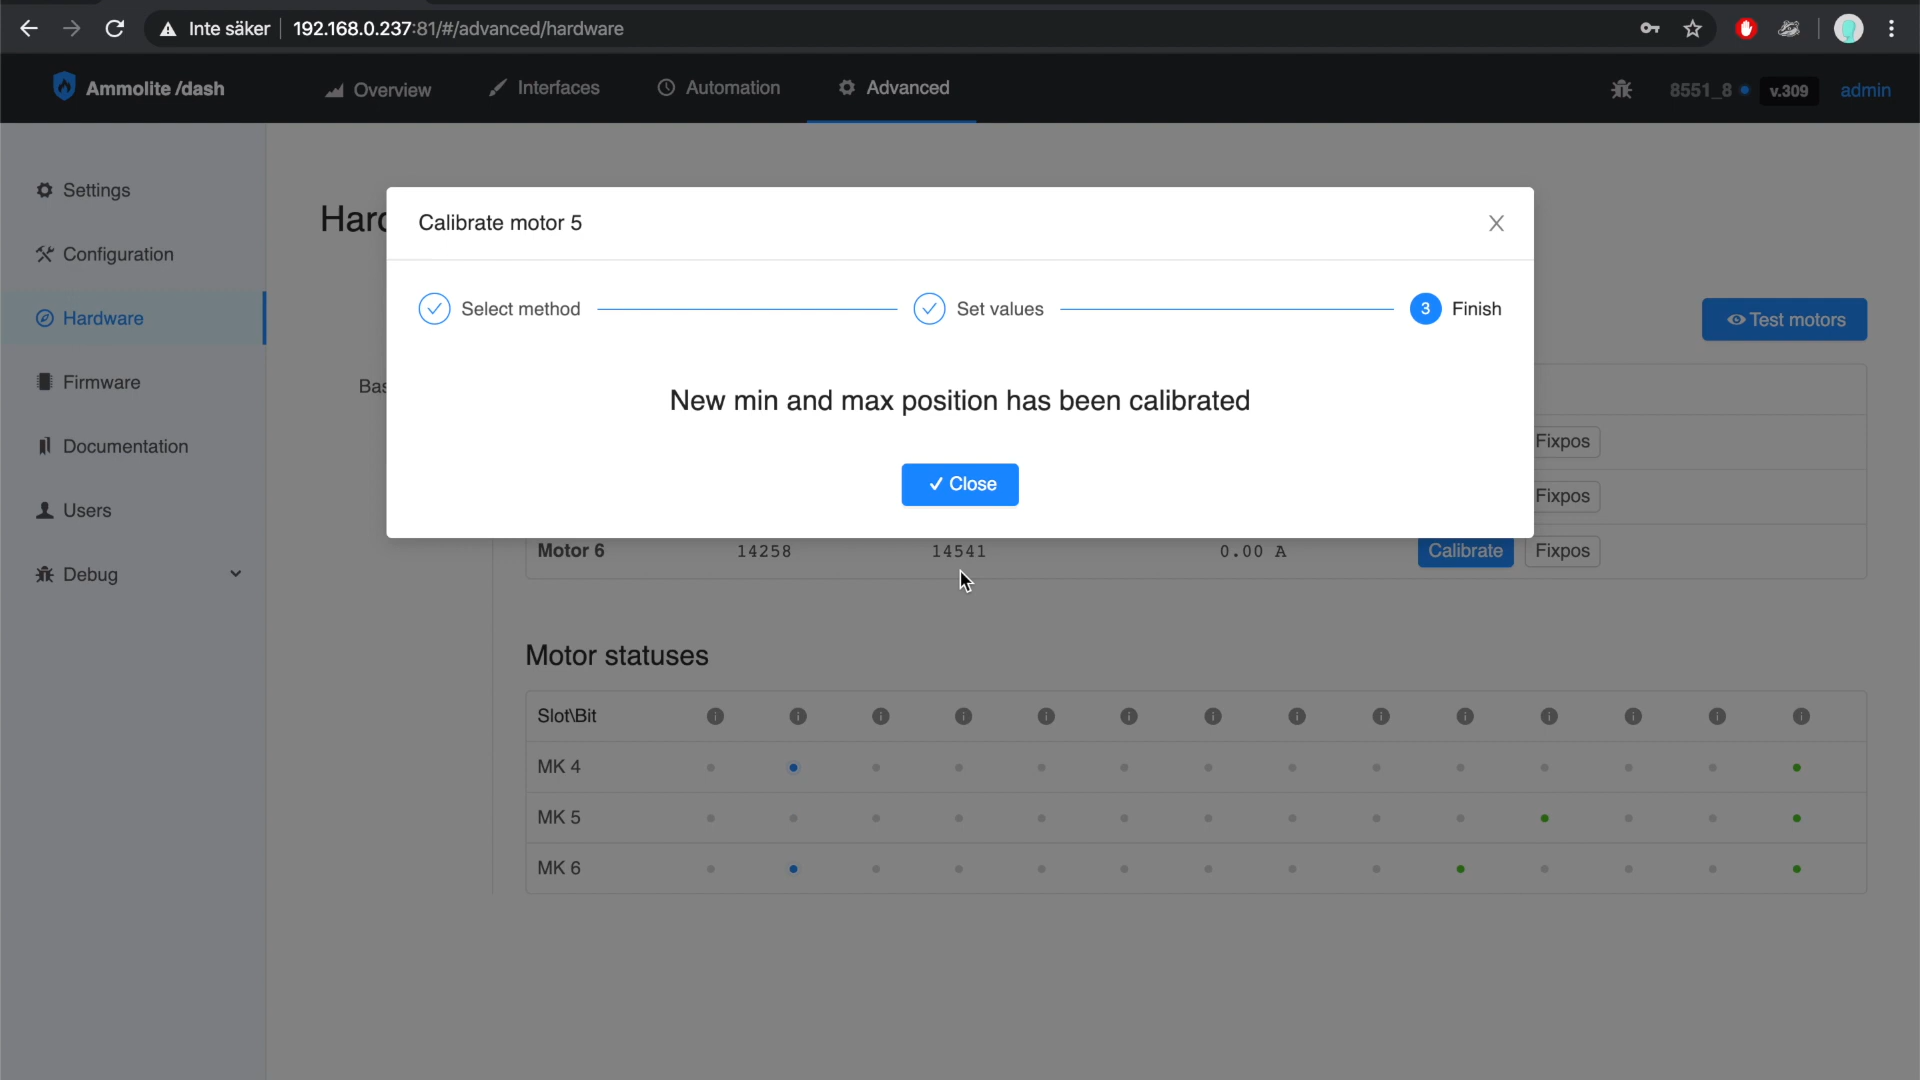 Inte säker 192.168.0.237:81/#/advanced/hardware
Ammolite /dash Overview Interfaces Automation Advanced 8551_8 v.309 admin
Settings
Configuration
Hardware
Firmware
Documentation
Users
Debug
Hard
Test motors
Bas
Calibrate motor 5
Select method Set values 3 Finish
New min and max position has been calibrated
Close
Fixpos
Fixpos
Motor 6 14258 14541 0.00 A Calibrate Fixpos
Motor statuses
Slot\Bit
MK 4
MK 5
MK 6